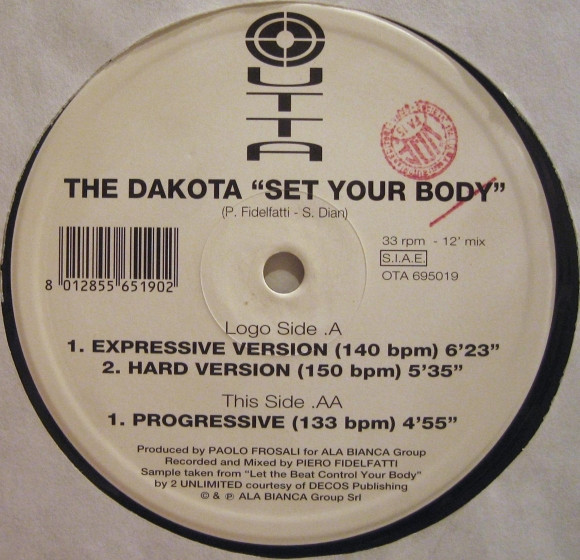 OUTTA
THE DAKOTA “SET YOUR BODY”
(P. Fidelfatti - S. Dian)
33 rpm - 12' mix
S.I.A.E.
OTA 695019
8 012855 651902
Logo Side .A
1. EXPRESSIVE VERSION (140 bpm) 6’23”
2. HARD VERSION (150 bpm) 5’35”
This Side .AA
1. PROGRESSIVE (133 bpm) 4’55”
Produced by PAOLO FROSALI for ALA BIANCA Group
Recorded and Mixed by PIERO FIDELFATTI
Sample taken from “Let the Beat Control Your Body”
by 2 UNLIMITED courtesy of DECOS Publishing
© & ℗ ALA BIANCA Group Srl